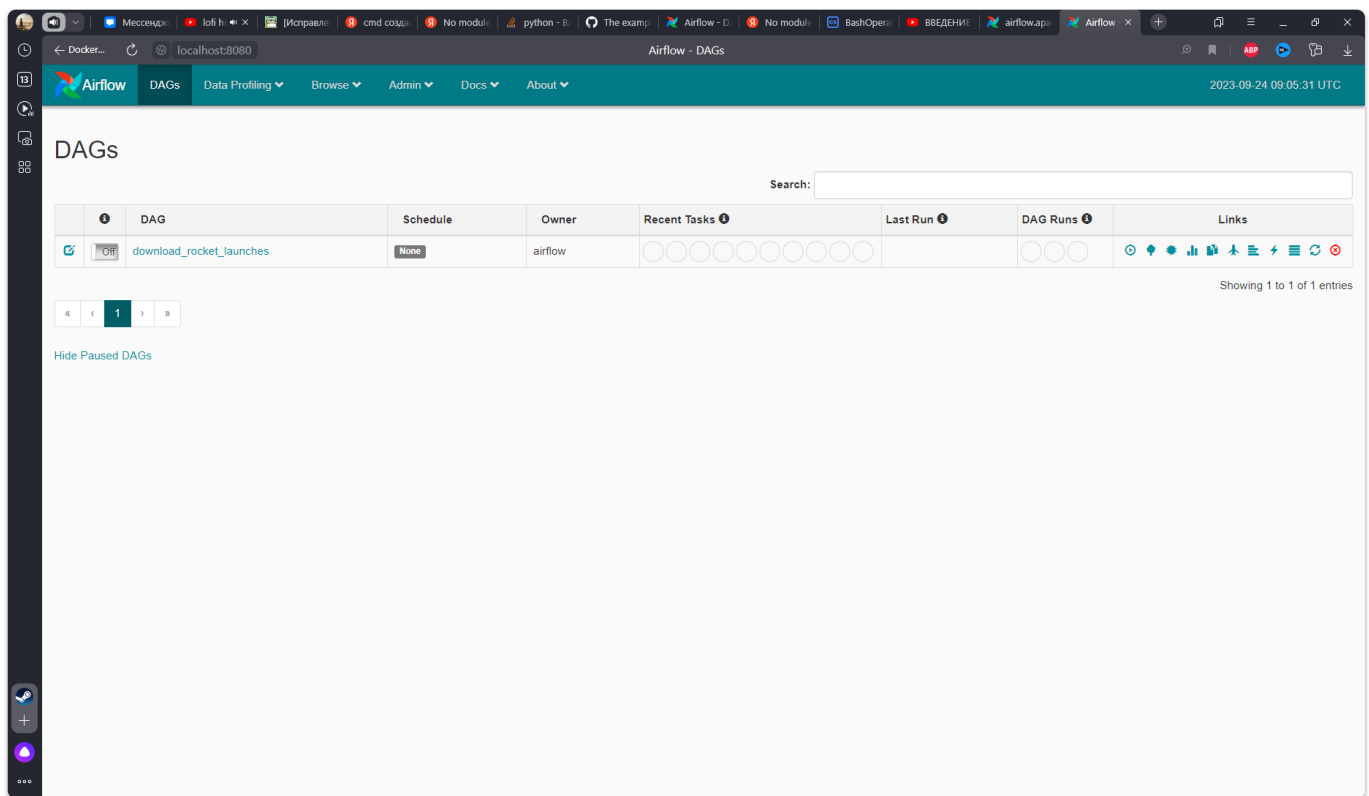 Мессендж lofi hi [Исправле cmd созда No module python - Ba The examp Airflow - D No module BashOpera ВВЕДЕНИЕ airflow.apa Airflow -
← Docker... localhost:8080 Airflow - DAGs ABP
13 Airflow DAGs Data Profiling Browse Admin Docs About 2023-09-24 09:05:31 UTC
DAGs
Search:
DAG Schedule Owner Recent Tasks Last Run DAG Runs Links
Off download_rocket_launches None airflow
Showing 1 to 1 of 1 entries
« ‹ 1 › »
Hide Paused DAGs